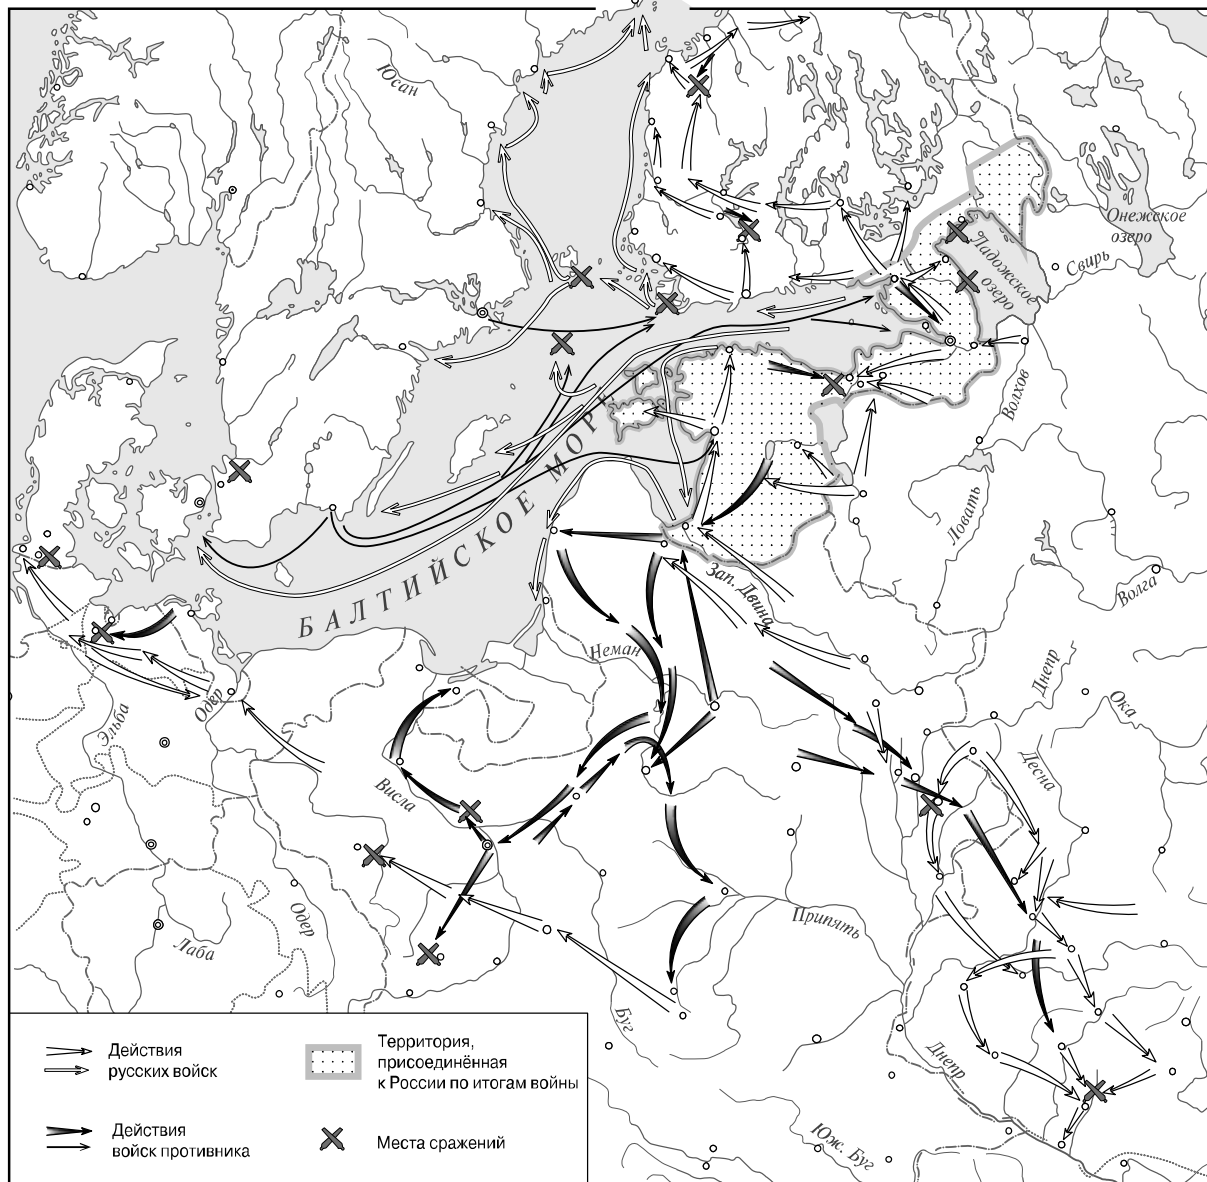 Юсан
Онежское
озеро
Ладожское
озеро
Свирь
Волхов
БАЛТИЙСКОЕ МОРЕ
Ловать
Зап. Двина
Волга
Неман
Днепр
Ока
Эльба
Одер
Десна
Висла
Одер
Лаба
Припять
Буг
Днепр
Юж. Буг
Действия
русских войск
Территория,
присоединённая
к России по итогам войны
Действия
войск противника
Места сражений